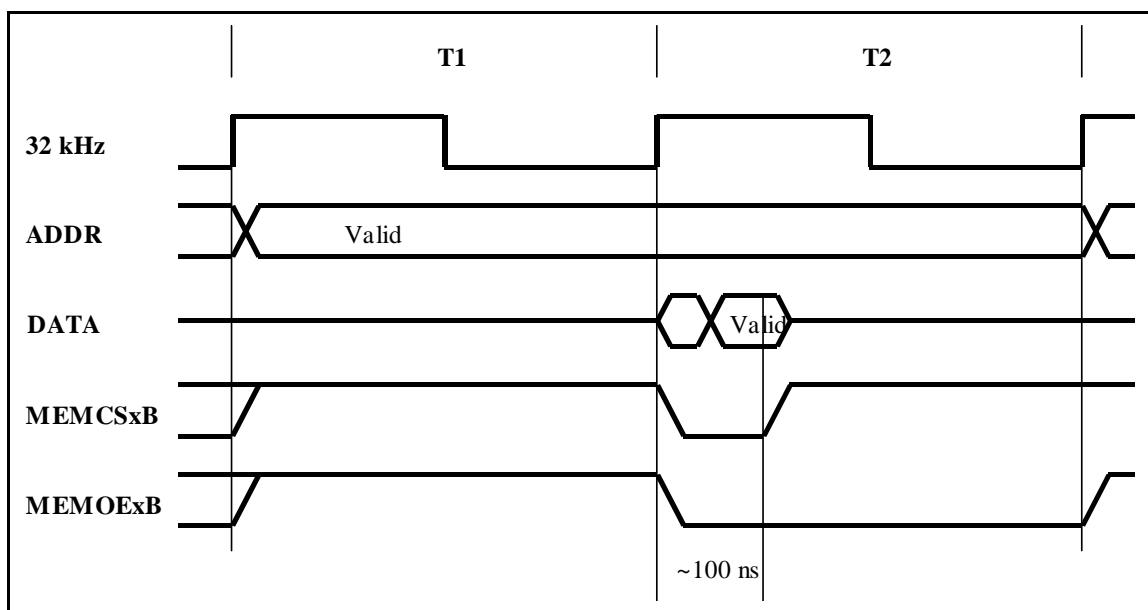 T1 T2
32 kHz
ADDR Valid
DATA Valid
MEMCSxB
MEMOExB
~100 ns